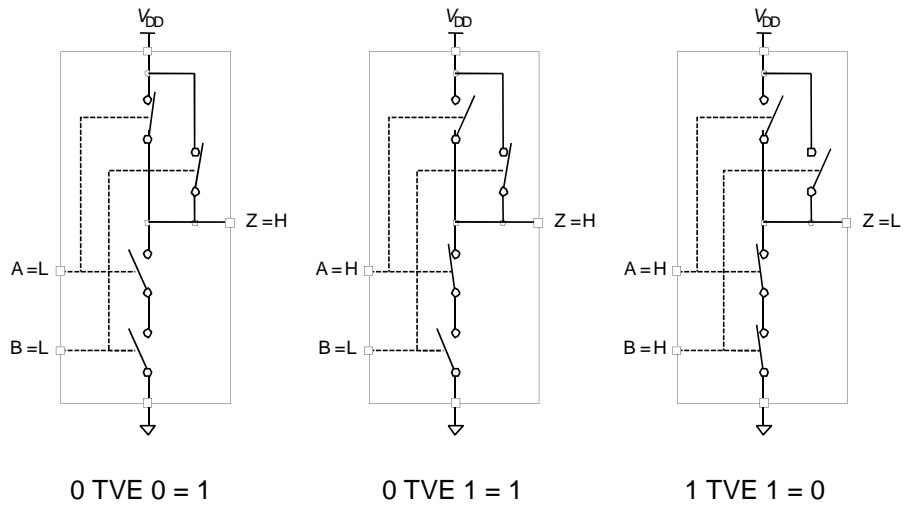 VDD VDD VDD
Z=H Z=H Z=L
A=L A=H A=H
B=L B=L B=H
0 TVE 0 = 1 0 TVE 1 = 1 1 TVE 1 = 0